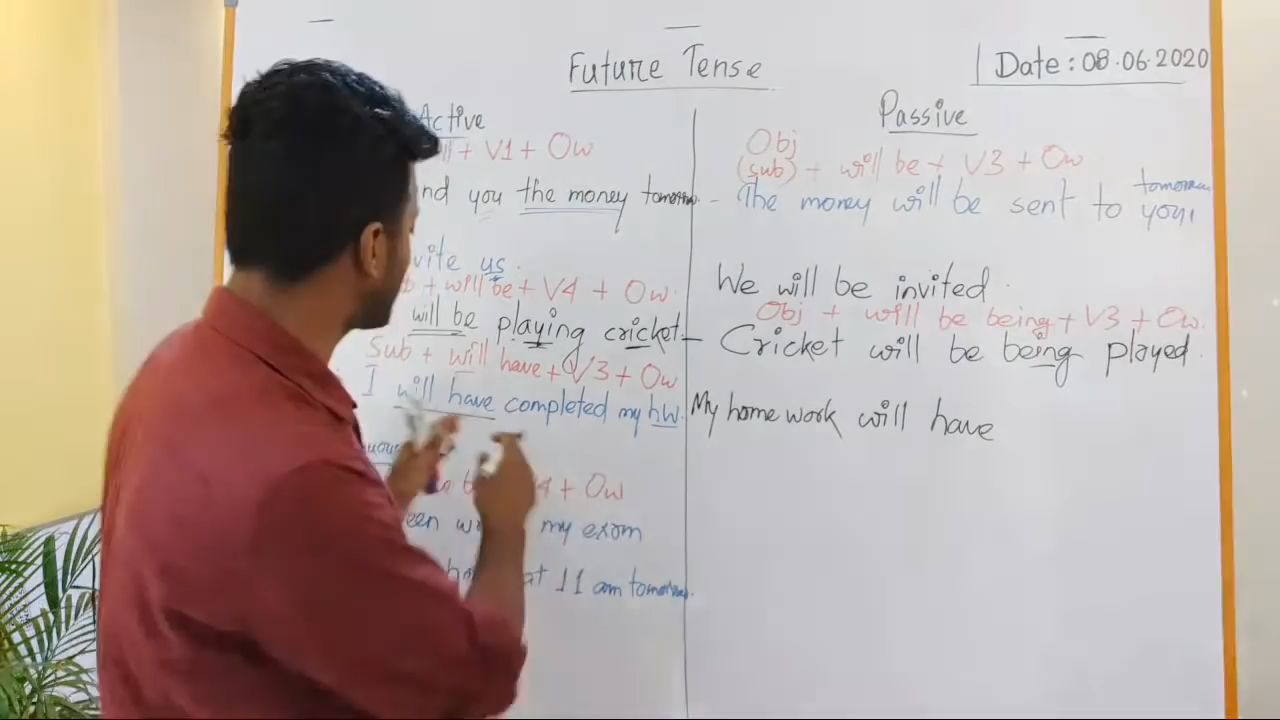 Future Tense
Date: 08.06.2020
Active
+ V1 + Ow
you the money
vite us.
+ will be + V4 + Ow.
will be playing cricket
Sub + will have + V3 + Ow
I will have completed my hw.
4 + Ow
een my exam
at 11 am tomorrow.
Passive
Obj
(sub) + will be + V3 + Ow
tomorrow
- The money will be sent to you.
We will be invited.
Obj + will be being + V3 + Ow.
Cricket will be being played.
My home work will have